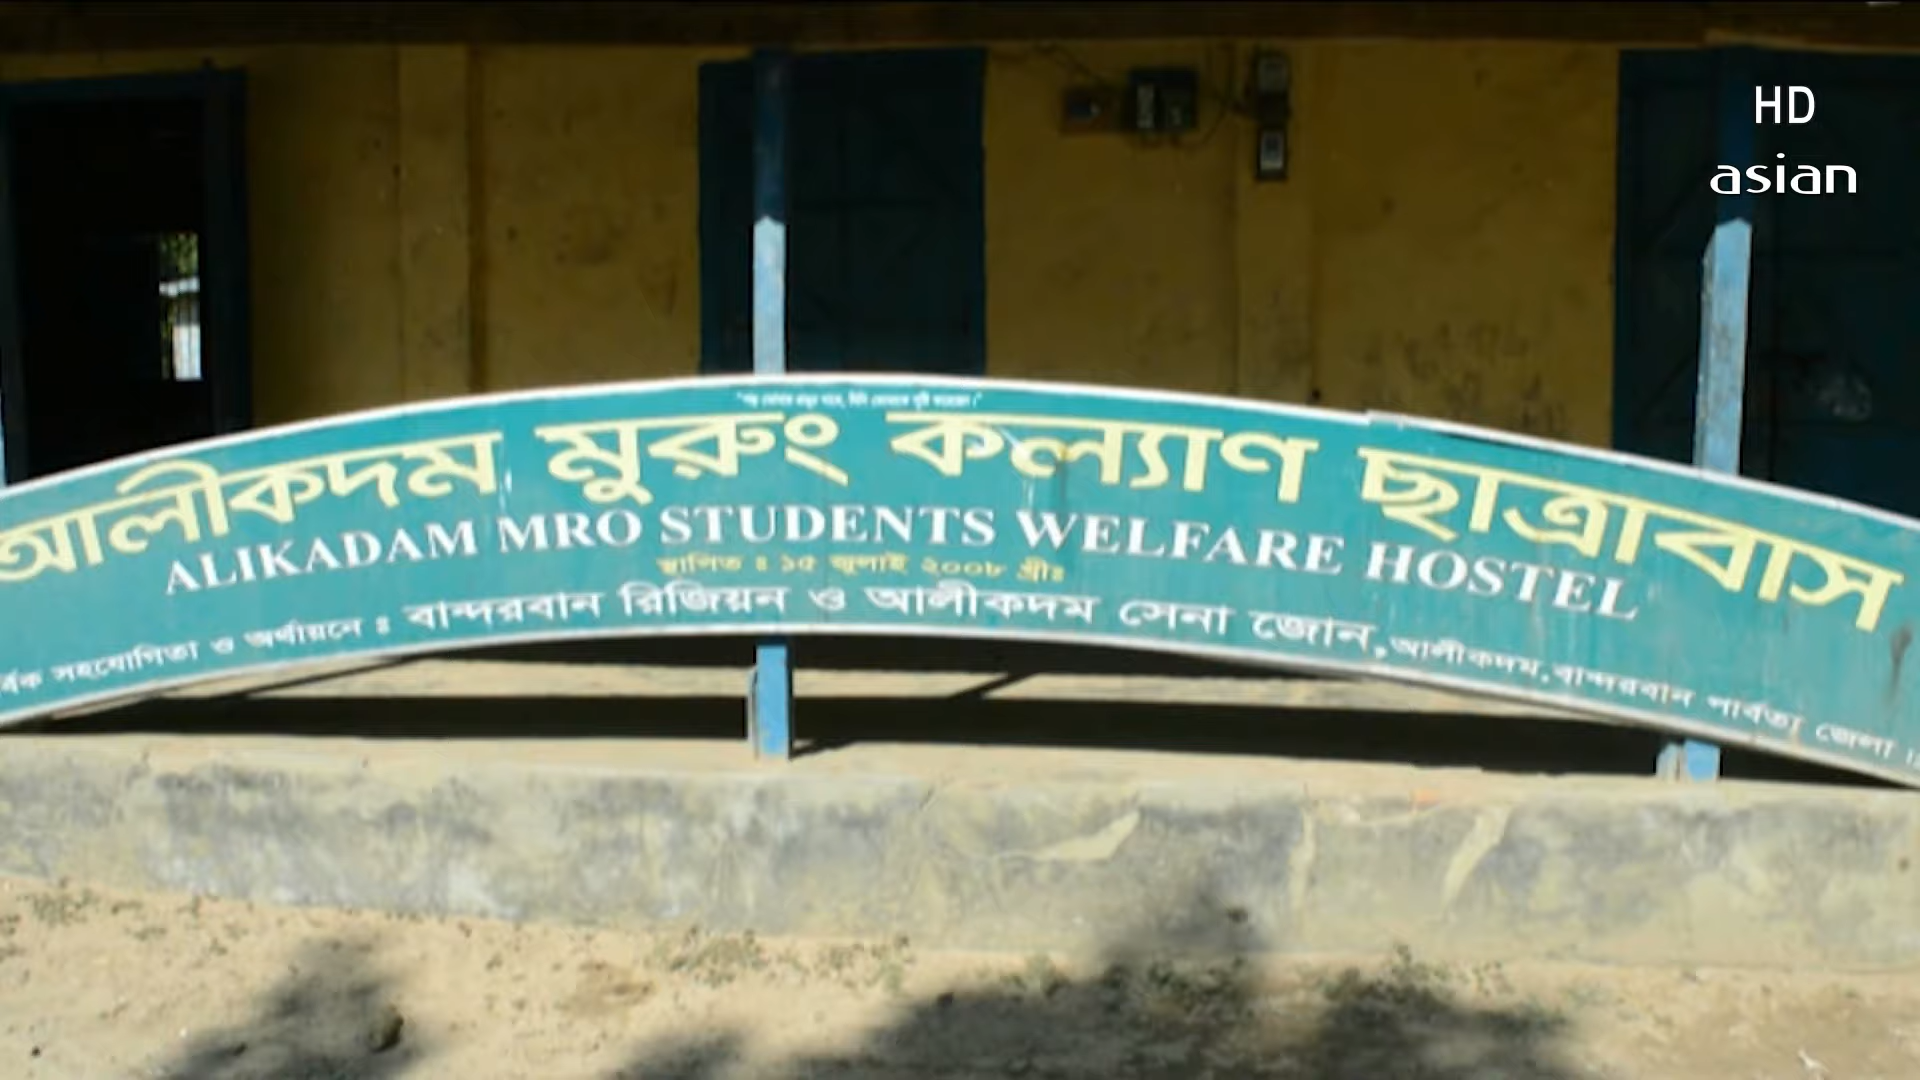 HD
asian
আলীকদম মুরুং কল্যাণ ছাত্রাবাস
ALIKADAM MRO STUDENTS WELFARE HOSTEL
স্থাপিত : ১৫ জুলাই ২০০৮ খ্রীঃ
র্বিক সহযোগিতা ও অর্থায়নে : বান্দরবান রিজিয়ন ও আলীকদম সেনা জোন, আলীকদম, বান্দরবান পার্বত্য জেলা ।